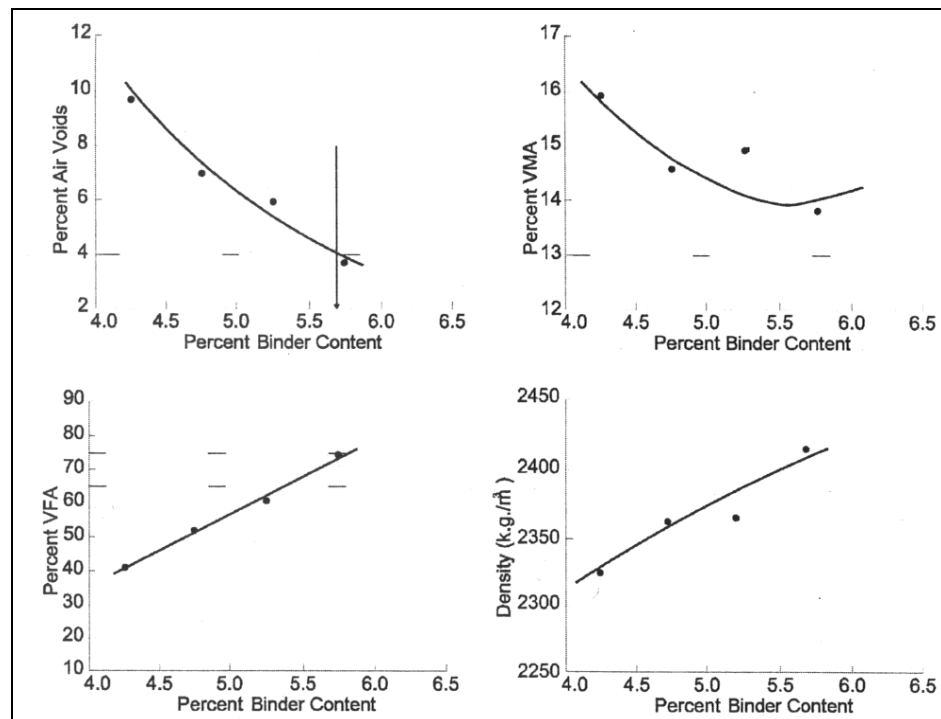 12
10
8
6
4
2
4.0 5.0 5.5 6.0 6.5
Percent Binder Content
Percent Air Voids
17
16
15
14
13
12
4.0 4.5 5.0 5.5 6.0 6.5
Percent Binder Content
Percent VMA
90
80
70
60
50
40
30
20
10
4.0 4.5 5.0 5.5 6.0 6.5
Percent Binder Content
Percent VFA
2450
2400
2350
2300
2250
4.0 4.5 5.0 5.5 6.0 6.5
Percent Binder Content
Density (k.g./m³)